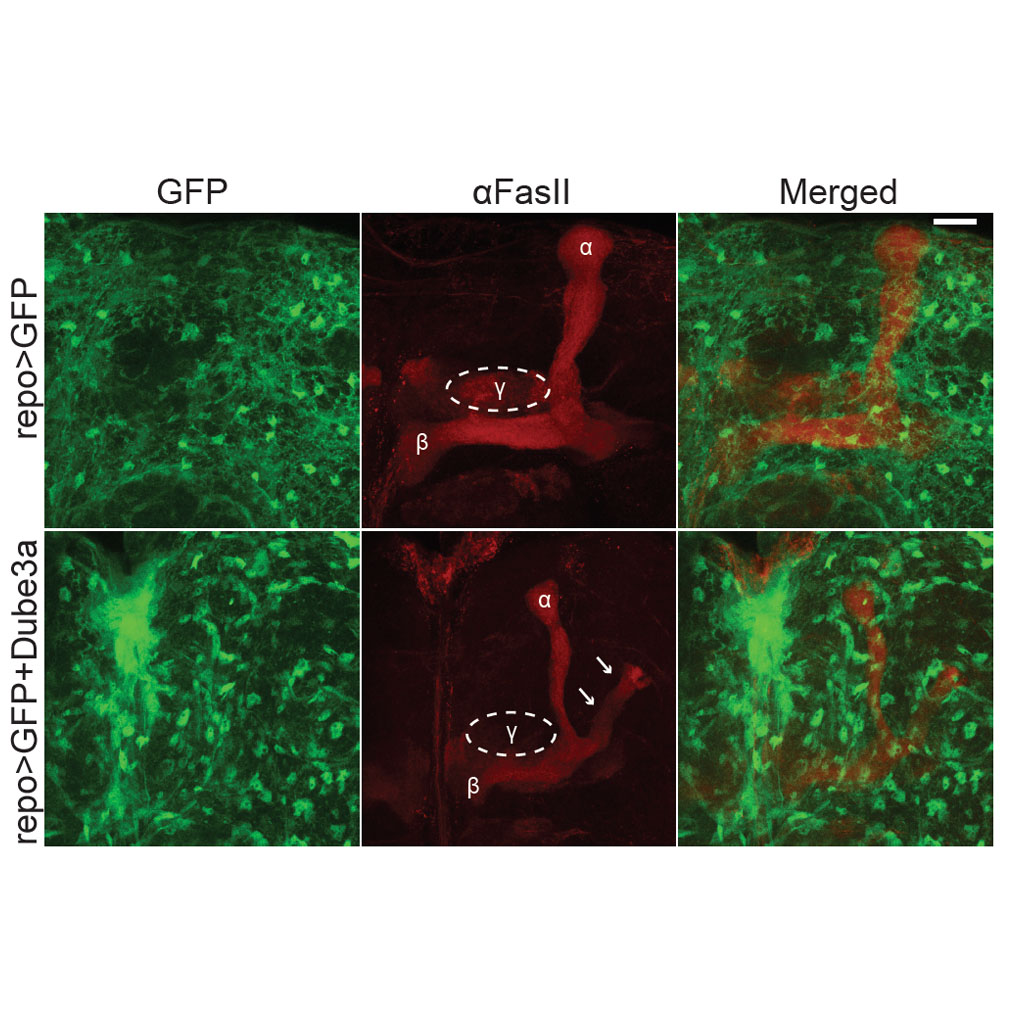 GFP
αFasII
Merged
repo>GFP
α
γ
β
repo>GFP+Dube3a
α
γ
β